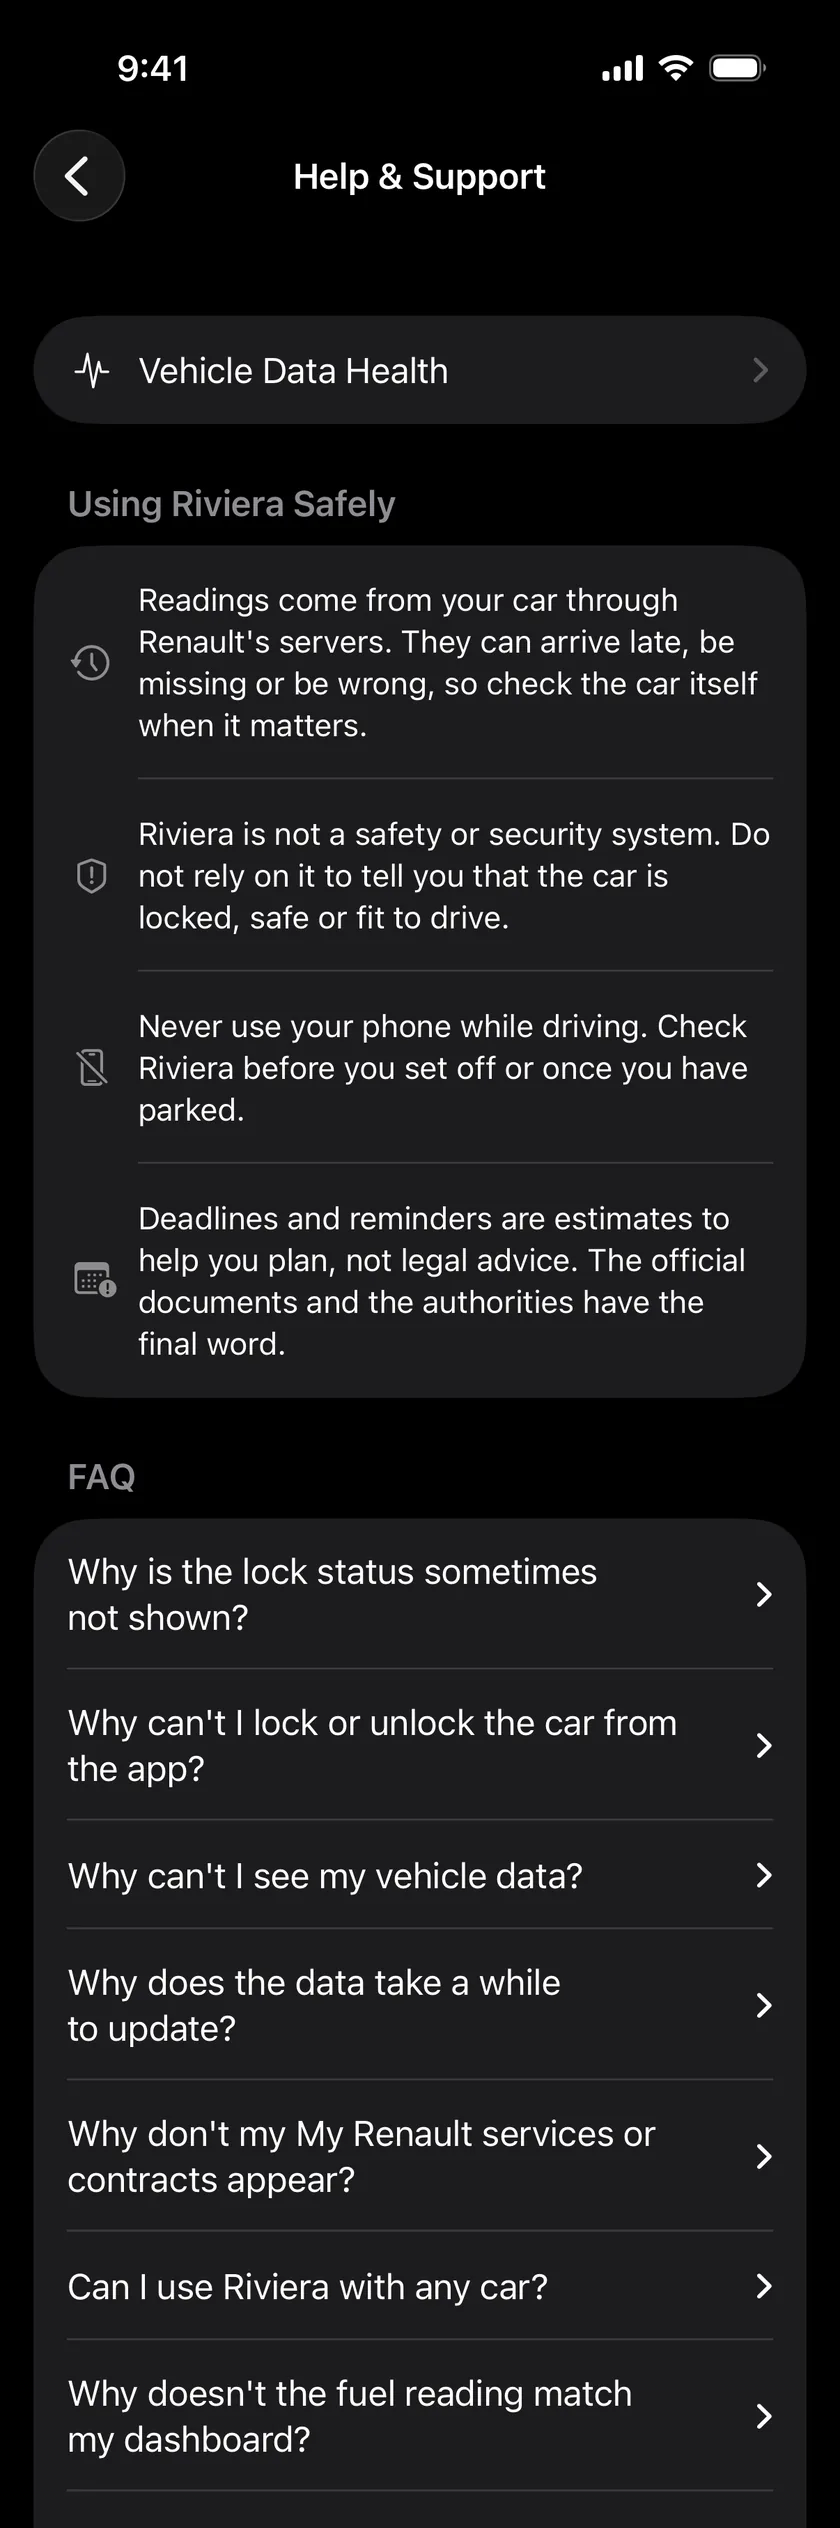 9:41
Help & Support
Vehicle Data Health
Using Riviera Safely
Readings come from your car through
Renault's servers. They can arrive late, be
missing or be wrong, so check the car itself
when it matters.
Riviera is not a safety or security system. Do
not rely on it to tell you that the car is
locked, safe or fit to drive.
Never use your phone while driving. Check
Riviera before you set off or once you have
parked.
Deadlines and reminders are estimates to
help you plan, not legal advice. The official
documents and the authorities have the
final word.
FAQ
Why is the lock status sometimes
not shown?
Why can't I lock or unlock the car from
the app?
Why can't I see my vehicle data?
Why does the data take a while
to update?
Why don't my My Renault services or
contracts appear?
Can I use Riviera with any car?
Why doesn't the fuel reading match
my dashboard?